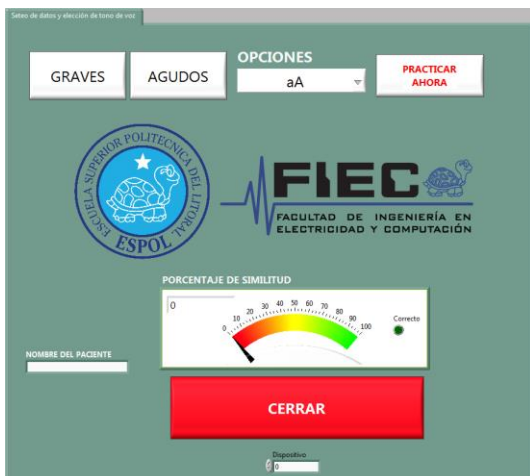 Seteo de datos y elección de tono de voz
GRAVES
AGUDOS
OPCIONES
aA
PRACTICAR
AHORA
ESCUELA SUPERIOR POLITECNICA DEL LITORAL
ESPOL
FIEC
FACULTAD DE INGENIERÍA EN
ELECTRICIDAD Y COMPUTACIÓN
PORCENTAJE DE SIMILITUD
0
0 10 20 30 40 50 60 70 80 90 100
Correcto
NOMBRE DEL PACIENTE
CERRAR
Dispositivo
0